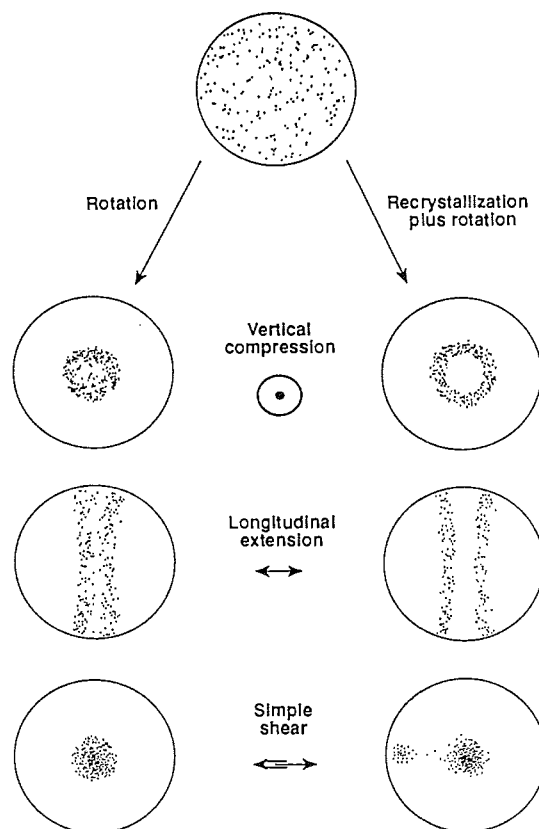 Rotation
Recrystallization
plus rotation
Vertical
compression
Longitudinal
extension
Simple
shear